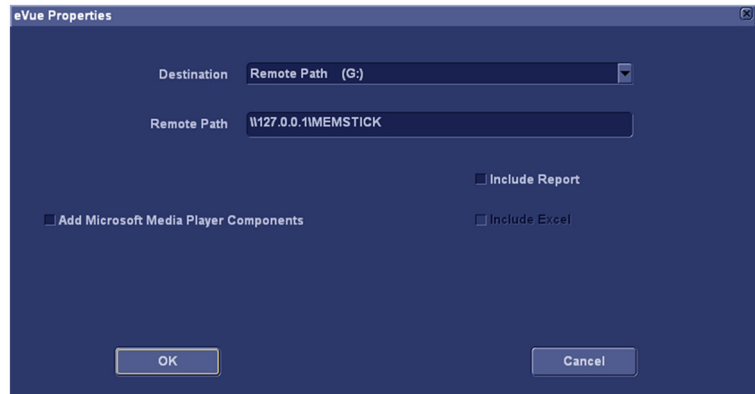 eVue Properties
Destination
Remote Path (G:)
Remote Path
\\127.0.0.1\MEMSTICK
Include Report
Add Microsoft Media Player Components
Include Excel
OK
Cancel